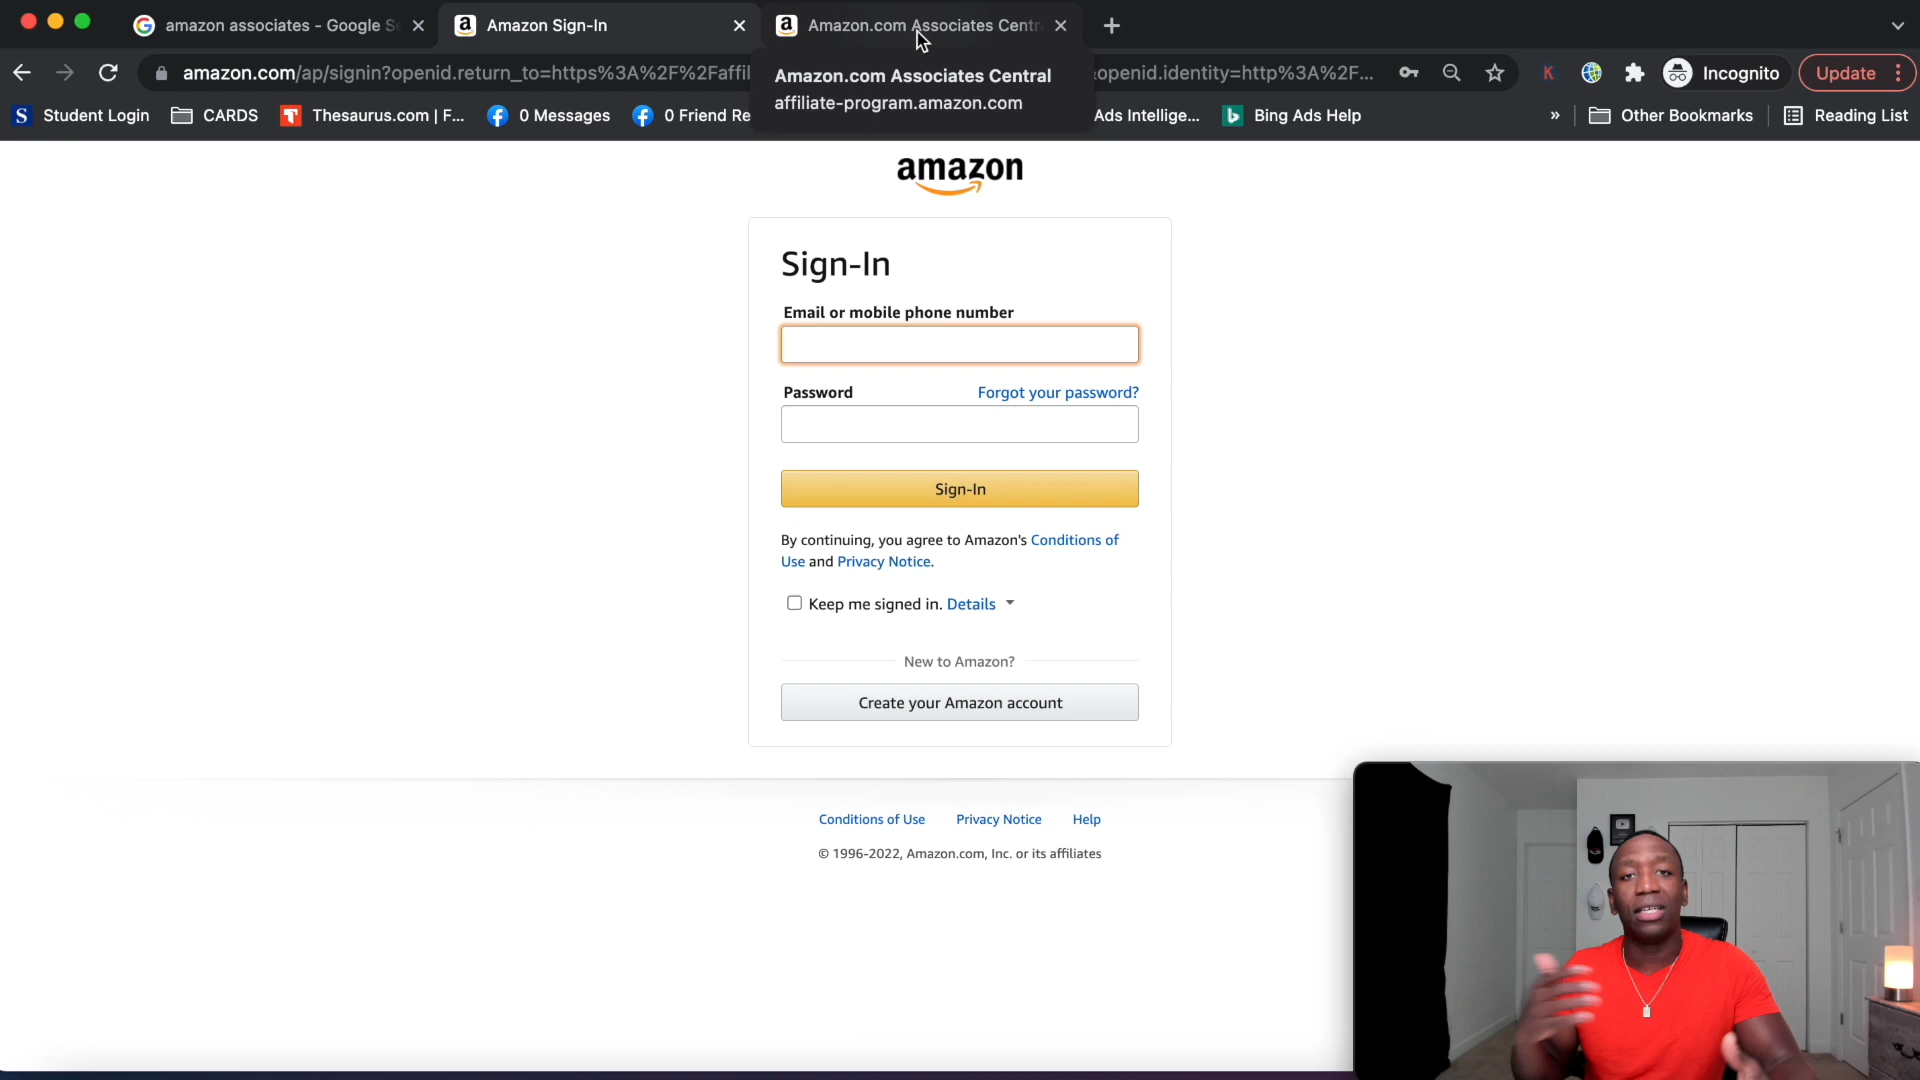 amazon associates - Google S
Amazon Sign-In
Amazon.com Associates Centr
amazon.com/ap/signin?openid.return_to=https%3A%2F%2Faffil
openid.identity=http%3A%2F...
Incognito
Update
Amazon.com Associates Central
affiliate-program.amazon.com
S Student Login
CARDS
T Thesaurus.com | F...
0 Messages
0 Friend Re
Ads Intellige...
Bing Ads Help
»
Other Bookmarks
Reading List
amazon
Sign-In
Email or mobile phone number
Password
Forgot your password?
Sign-In
By continuing, you agree to Amazon's Conditions of
Use and Privacy Notice.
Keep me signed in. Details
New to Amazon?
Create your Amazon account
Conditions of Use
Privacy Notice
Help
© 1996-2022, Amazon.com, Inc. or its affiliates